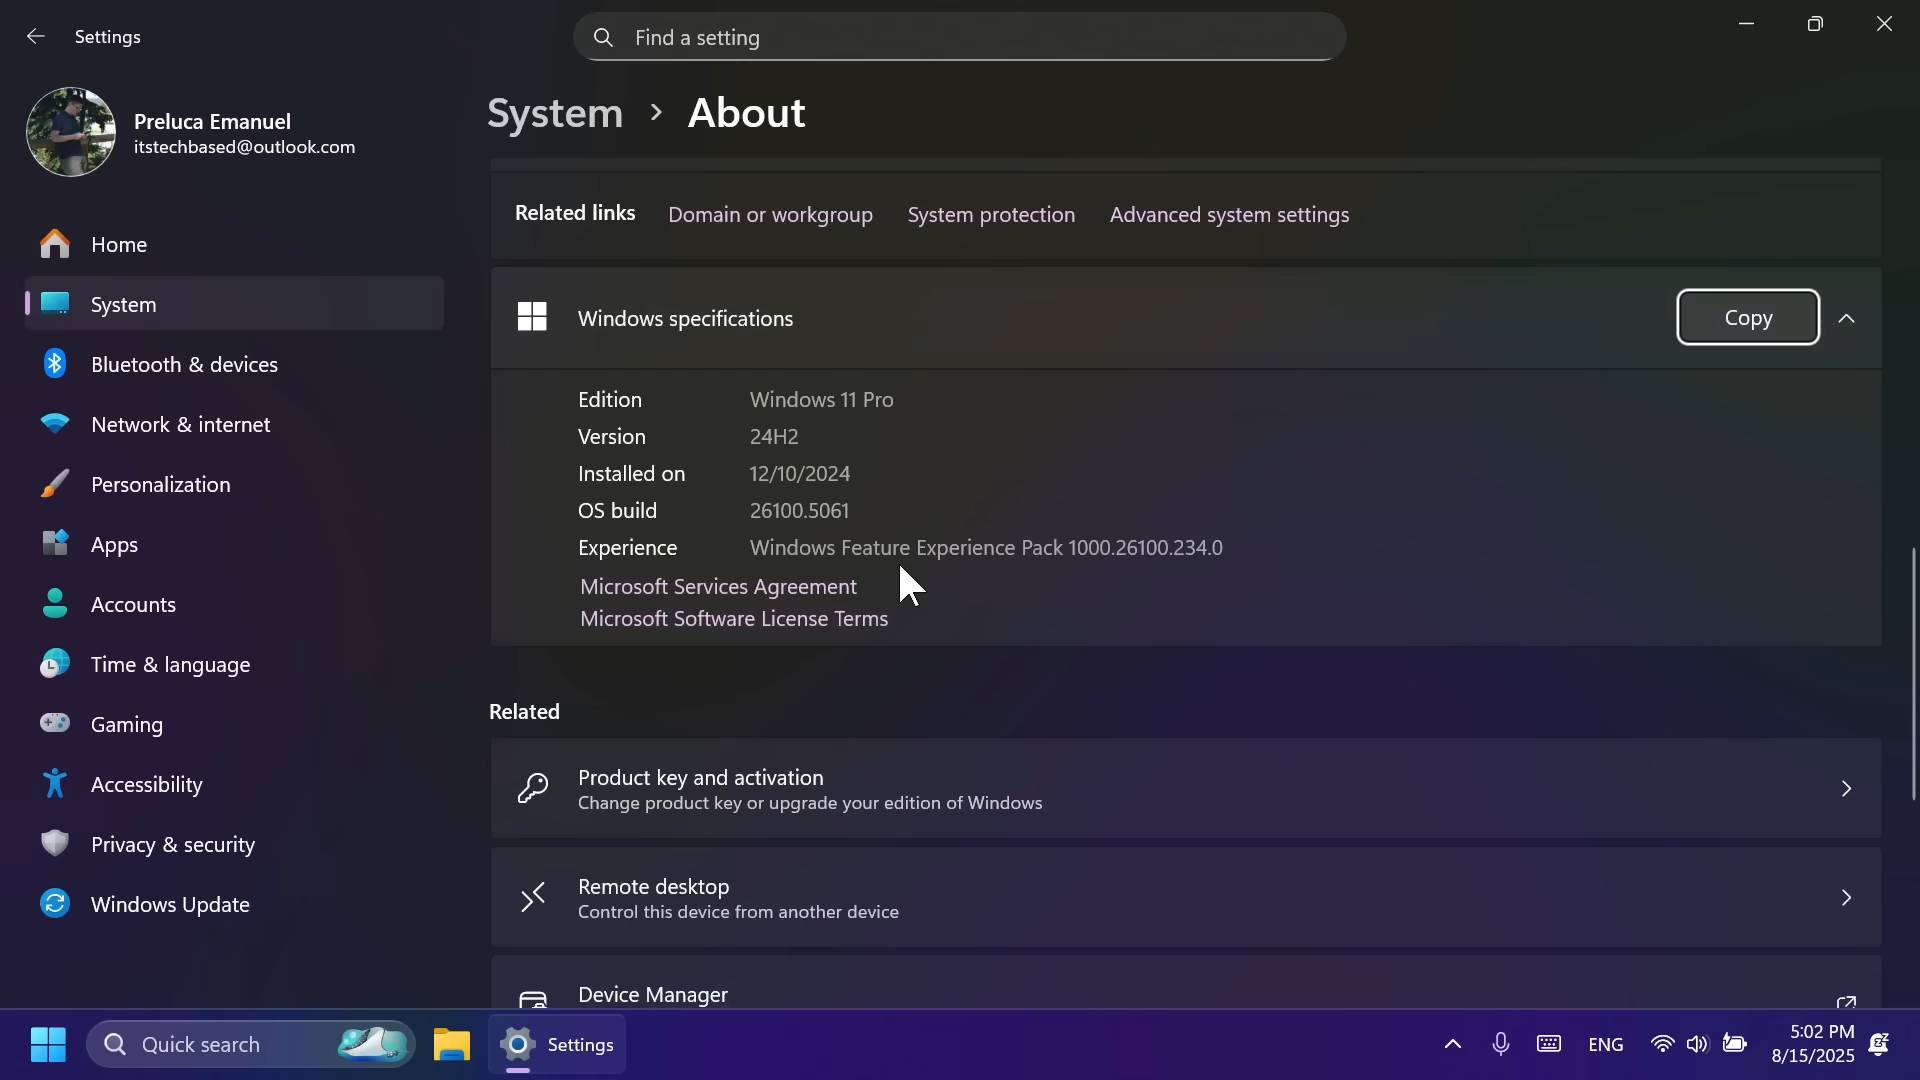 Settings
Find a setting
Preluca Emanuel
itstechbased@outlook.com
Home
System
Bluetooth & devices
Network & internet
Personalization
Apps
Accounts
Time & language
Gaming
Accessibility
Privacy & security
Windows Update
System > About
Related links Domain or workgroup System protection Advanced system settings
Windows specifications Copy
Edition Windows 11 Pro
Version 24H2
Installed on 12/10/2024
OS build 26100.5061
Experience Windows Feature Experience Pack 1000.26100.234.0
Microsoft Services Agreement
Microsoft Software License Terms
Related
Product key and activation
Change product key or upgrade your edition of Windows
Remote desktop
Control this device from another device
Device Manager
Quick search
Settings
ENG
5:02 PM
8/15/2025